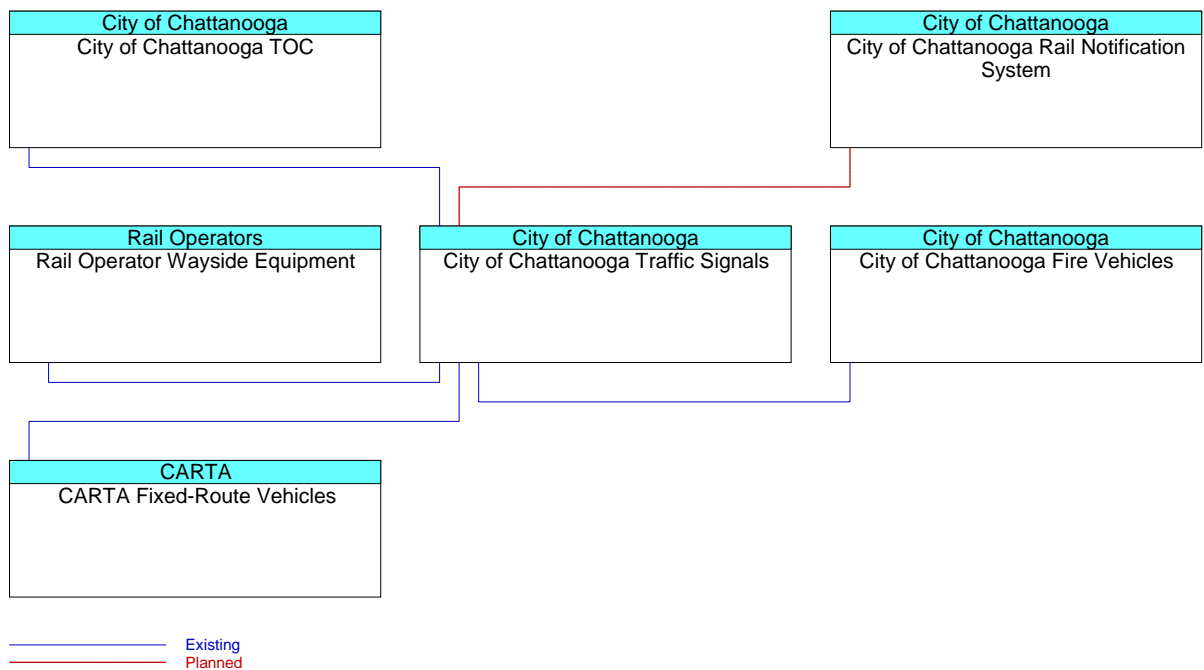 City of Chattanooga
City of Chattanooga TOC
City of Chattanooga
City of Chattanooga Rail Notification
System
Rail Operators
Rail Operator Wayside Equipment
City of Chattanooga
City of Chattanooga Traffic Signals
City of Chattanooga
City of Chattanooga Fire Vehicles
CARTA
CARTA Fixed-Route Vehicles
Existing
Planned